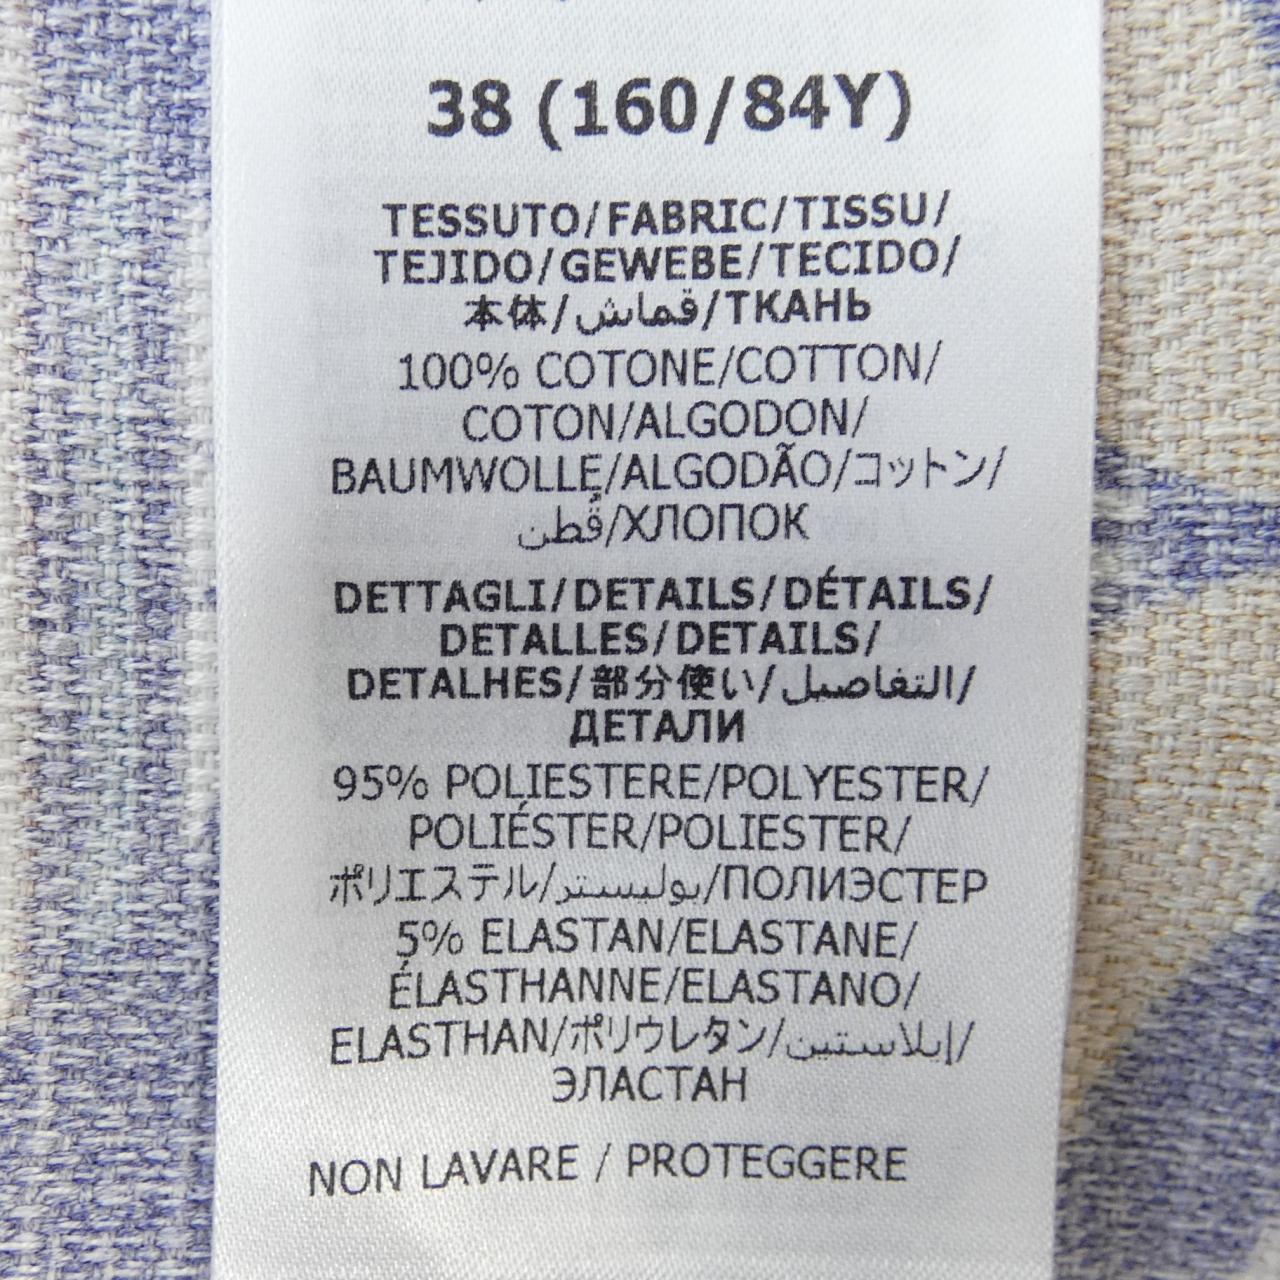 38 (160/84Y)
TESSUTO/FABRIC/TISSU/
TEJIDO/GEWEBE/TECIDO/
本体/قماش/ТКАНЬ
100% COTONE/COTTON/
COTON/ALGODON/
BAUMWOLLE/ALGODÃO/コットン/
قُطن/ХЛОПОК
DETTAGLI/DETAILS/DÉTAILS/
DETALLES/DETAILS/
DETALHES/部分使い/التفاصيل/
ДЕТАЛИ
95% POLIESTERE/POLYESTER/
POLIÉSTER/POLIESTER/
ポリエステル/بوليستر/ПОЛИЭСТЕР
5% ELASTAN/ELASTANE/
ÉLASTHANNE/ELASTANO/
ELASTHAN/ポリウレタン/إيلاستين/
ЭЛАСТАН
NON LAVARE / PROTEGGERE